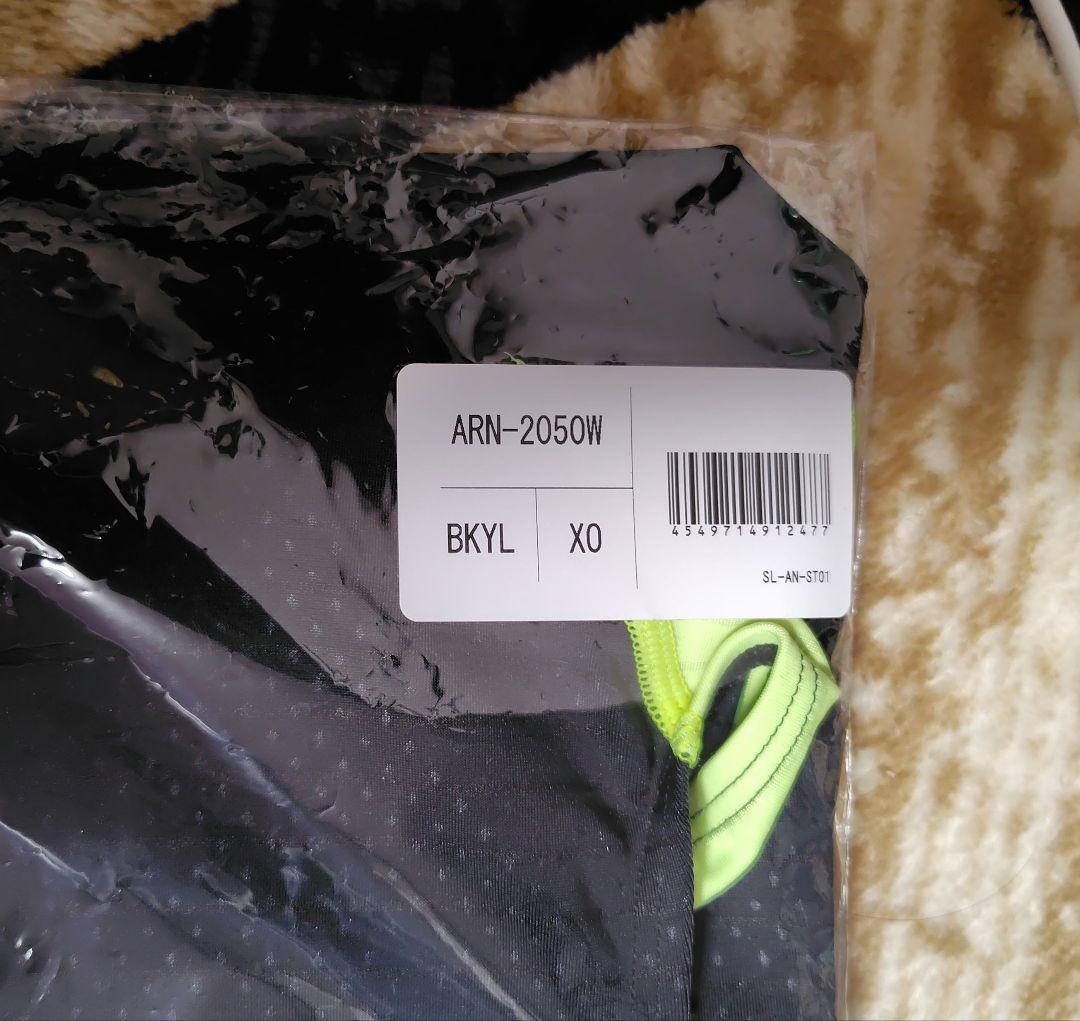 ARN-2050W
BKYL
XO
4549714912477
SL-AN-ST01